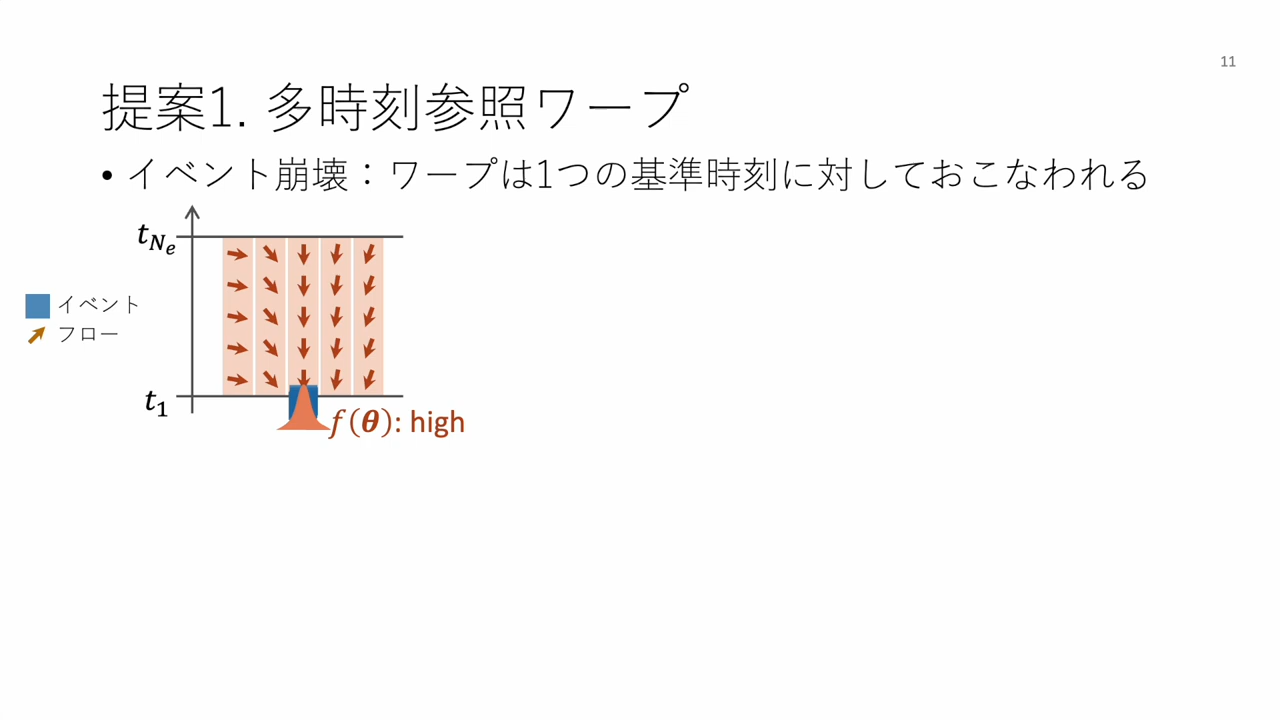 11
提案1. 多時刻参照ワープ
• イベント崩壊：ワープは1つの基準時刻に対しておこなわれる
t_{N_e}
イベント
フロー
t_1
f(θ): high